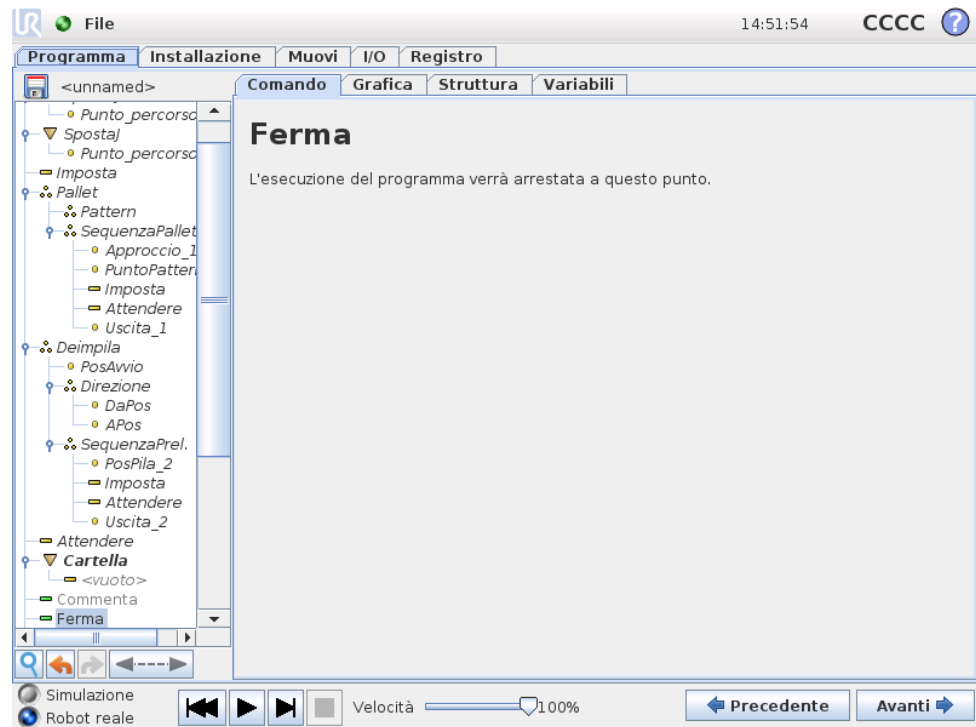 UR File 14:51:54 CCCC ?
Programma Installazione Muovi I/O Registro
<unnamed>
Comando Grafica Struttura Variabili
Punto_percorso
SpostaJ
Punto_percorso
Imposta
Pallet
Pattern
SequenzaPallet
Approccio_1
PuntoPattern
Imposta
Attendere
Uscita_1
Deimpila
PosAvvio
Direzione
DaPos
APos
SequenzaPrel.
PosPila_2
Imposta
Attendere
Uscita_2
Attendere
Cartella
<vuoto>
Commenta
Ferma
Ferma
L'esecuzione del programma verrà arrestata a questo punto.
Simulazione
Robot reale
Velocità 100%
Precedente Avanti